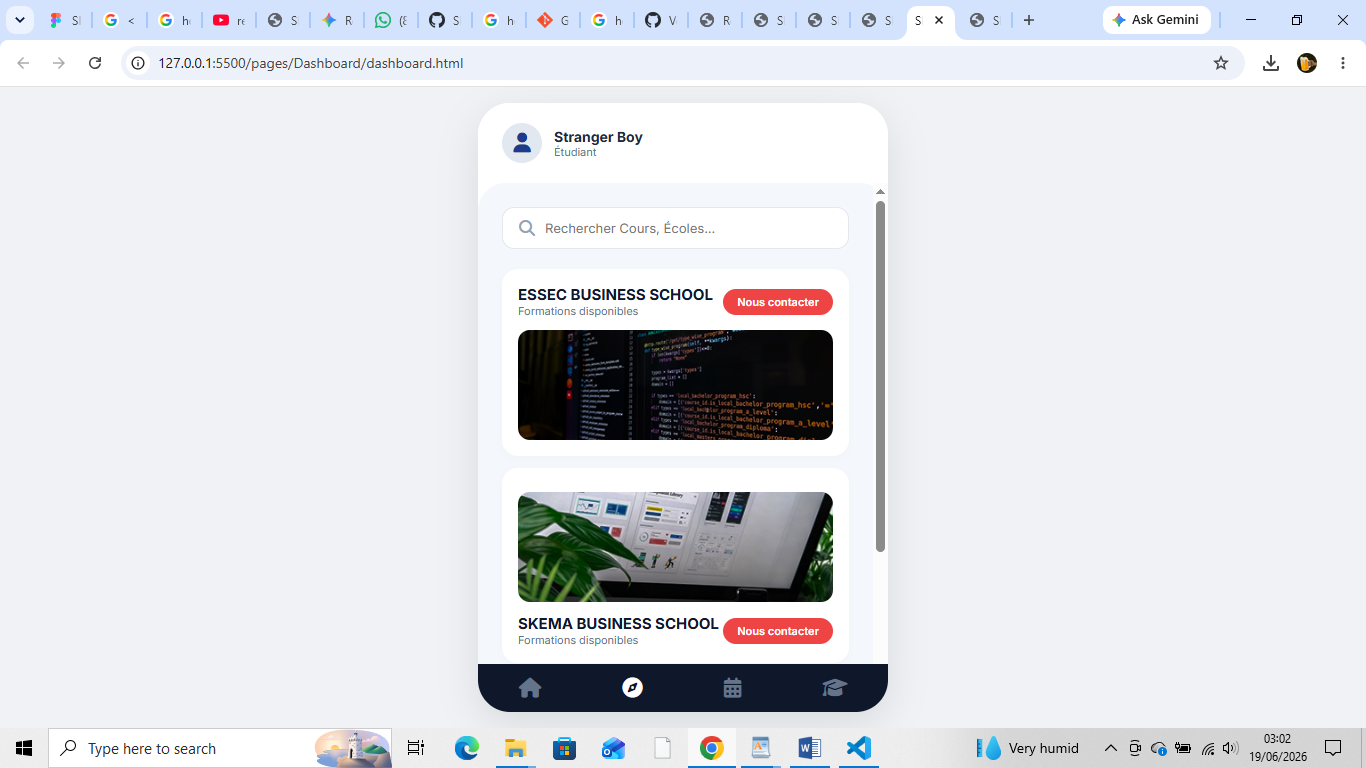 Ask Gemini
127.0.0.1:5500/pages/Dashboard/dashboard.html
Stranger Boy
Étudiant
Rechercher Cours, Écoles...
ESSEC BUSINESS SCHOOL
Nous contacter
Formations disponibles
SKEMA BUSINESS SCHOOL
Nous contacter
Formations disponibles
Type here to search
Very humid
03:02
19/06/2026